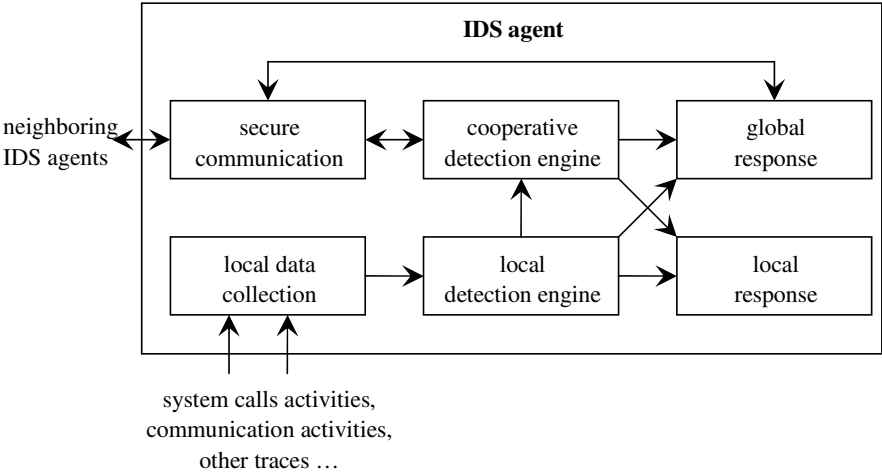 IDS agent
neighboring
IDS agents
secure
communication
cooperative
detection engine
global
response
local data
collection
local
detection engine
local
response
system calls activities,
communication activities,
other traces …